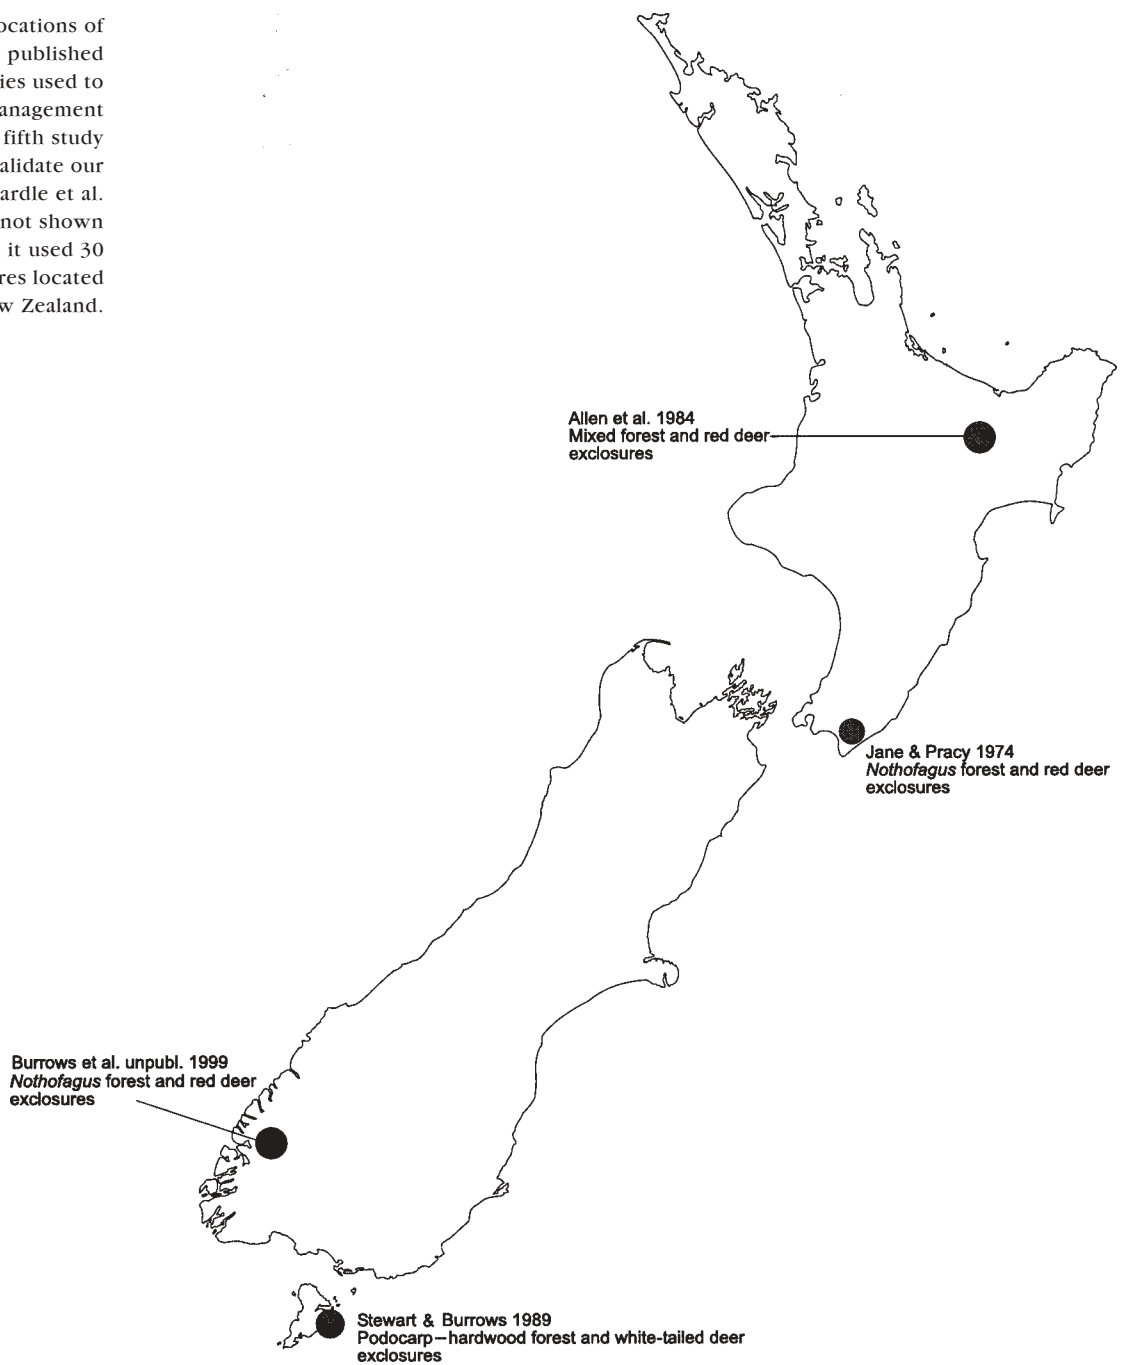 ocations of
published
ies used to
anagement
fifth study
alidate our
ardle et al.
not shown
it used 30
res located
w Zealand.
Allen et al. 1984
Mixed forest and red deer
exclosures
Jane & Pracy 1974
Nothofagus forest and red deer
exclosures
Burrows et al. unpubl. 1999
Nothofagus forest and red deer
exclosures
Stewart & Burrows 1989
Podocarp–hardwood forest and white-tailed deer
exclosures